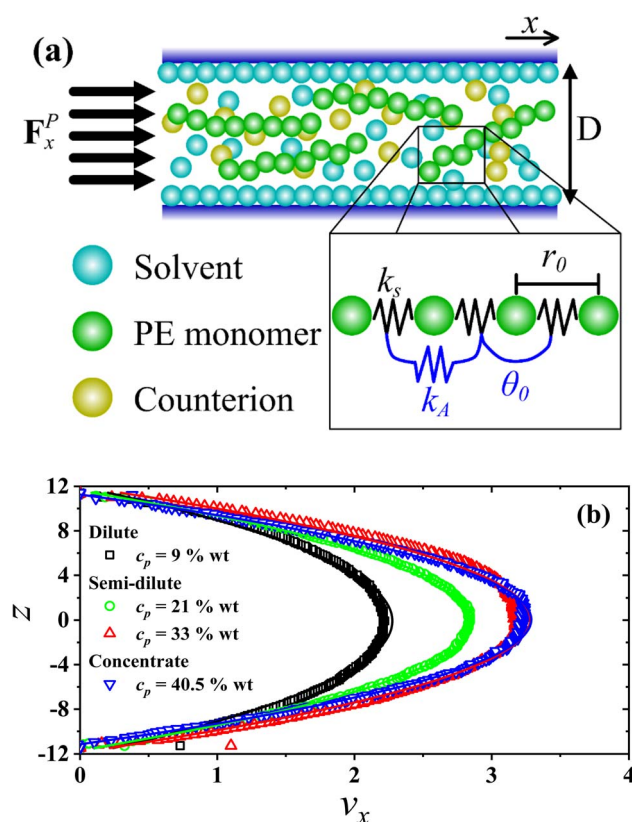 (a)
x
F_x^P
D
Solvent
PE monomer
Counterion
k_s
r_0
k_A
θ_0
(b)
12
8
4
0
-4
-8
-12
z
Dilute
c_p = 9 % wt
Semi-dilute
c_p = 21 % wt
c_p = 33 % wt
Concentrate
c_p = 40.5 % wt
0 1 2 3 4
v_x